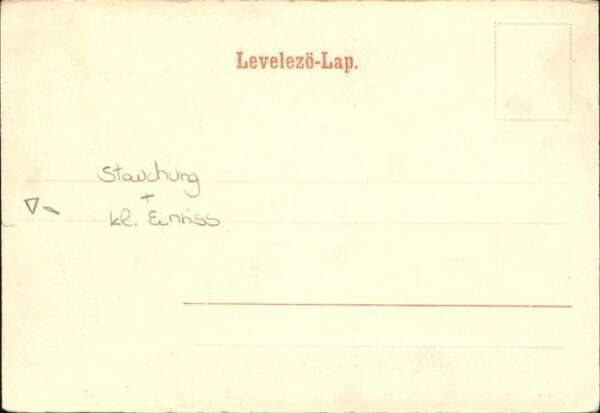 Levelező-Lap.
Stauchung
+
kl. Einriss